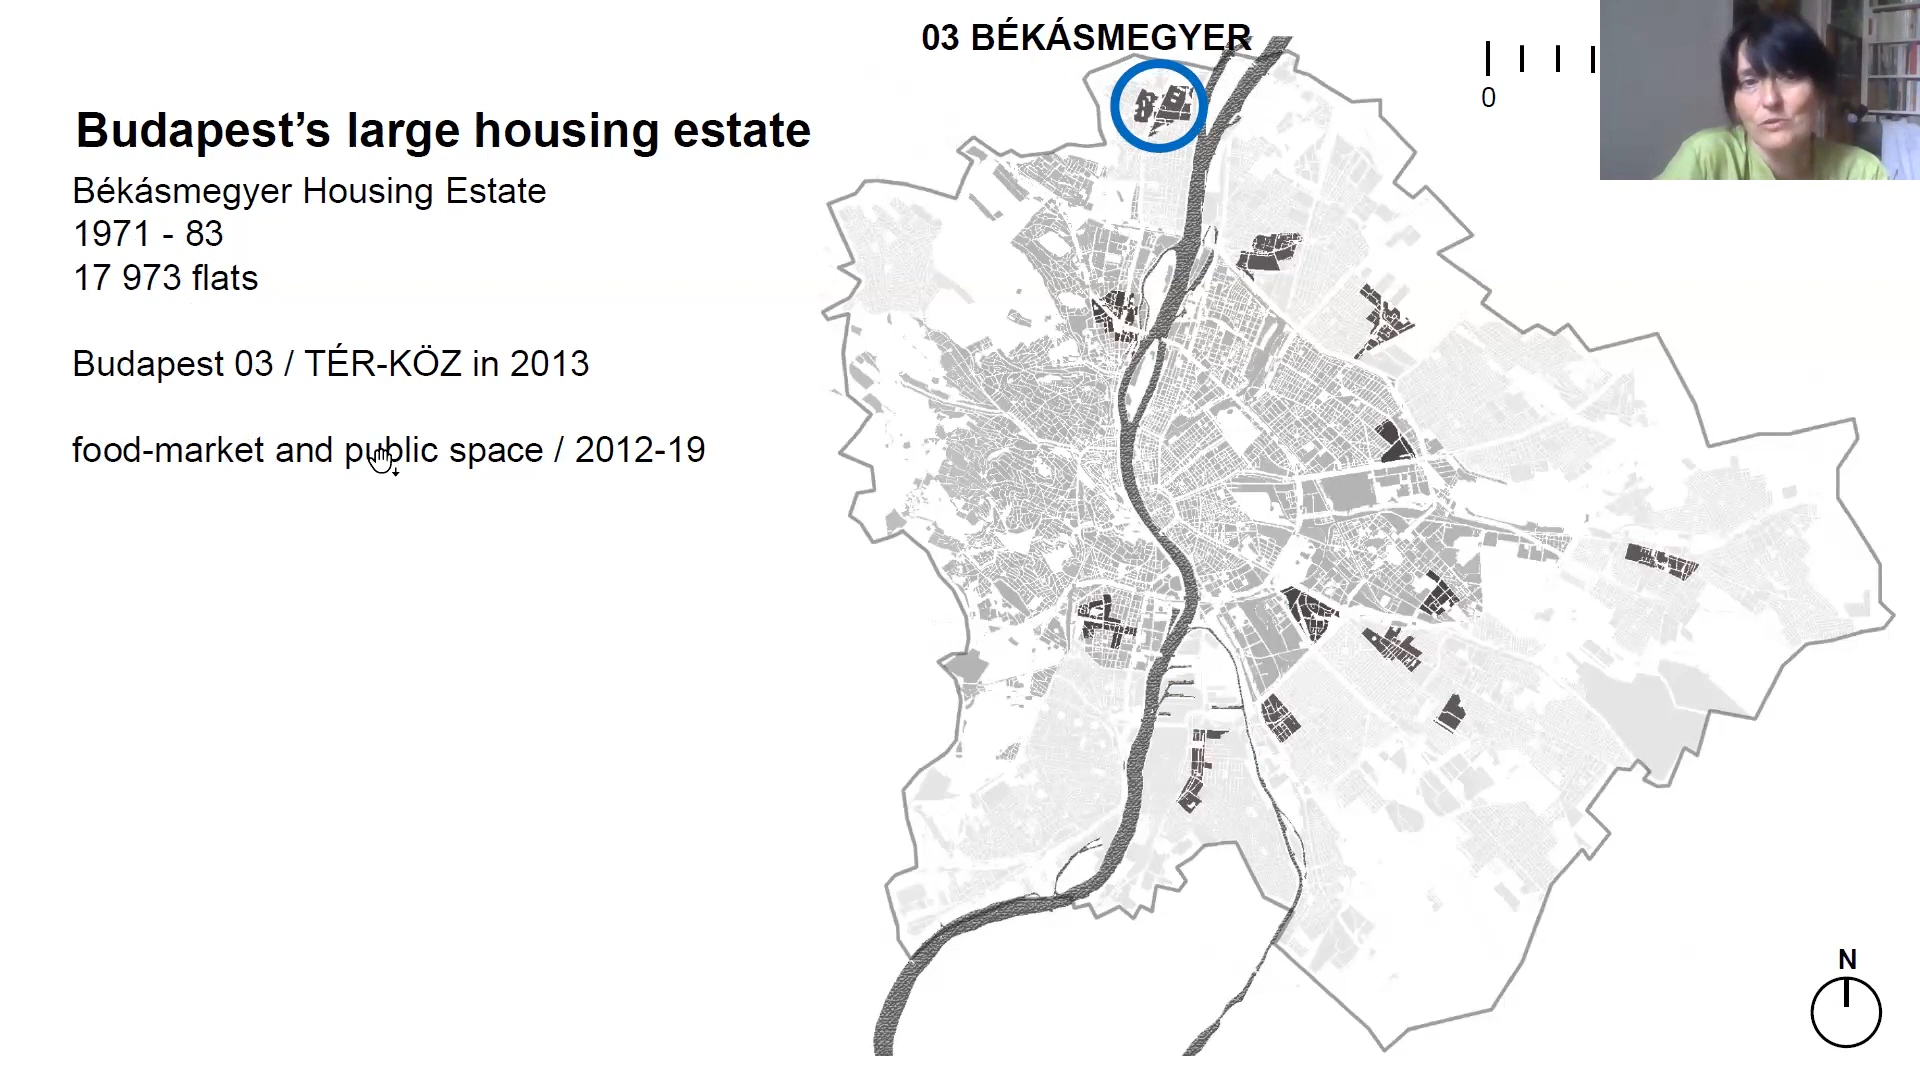 03 BÉKÁSMEGYER
0
Budapest’s large housing estate
Békásmegyer Housing Estate
1971 - 83
17 973 flats
Budapest 03 / TÉR-KÖZ in 2013
food-market and public space / 2012-19
N